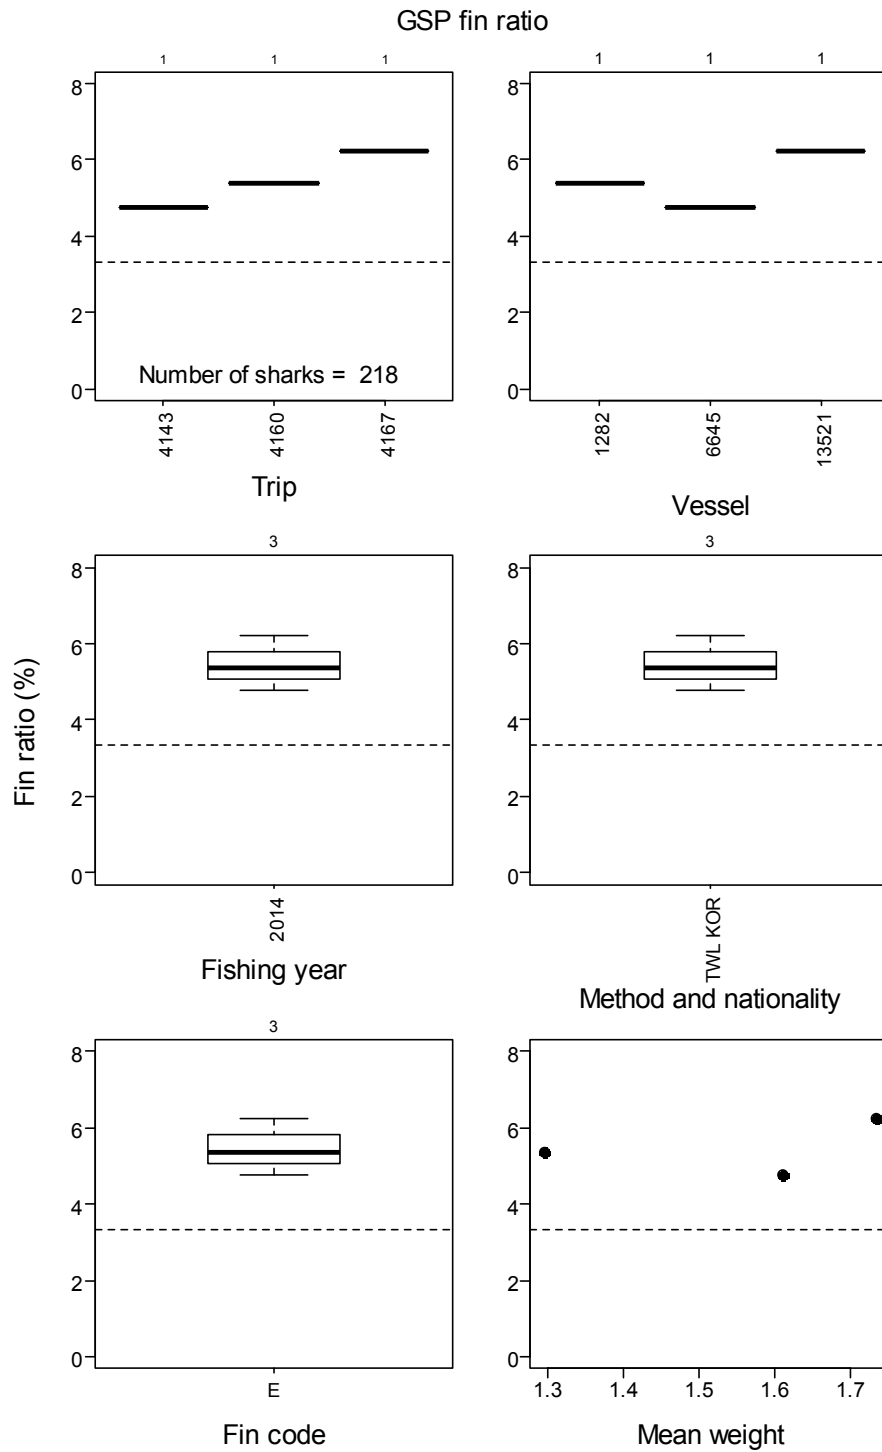 GSP fin ratio
1 1 1
1 1 1
8
6
4
2
0
Number of sharks = 218
4143 4160 4167
Trip
8
6
4
2
0
1282 6645 13521
Vessel
Fin ratio (%)
3
8
6
4
2
0
2014
Fishing year
3
8
6
4
2
0
TWL KOR
Method and nationality
3
8
6
4
2
0
E
Fin code
8
6
4
2
0
1.3 1.4 1.5 1.6 1.7
Mean weight